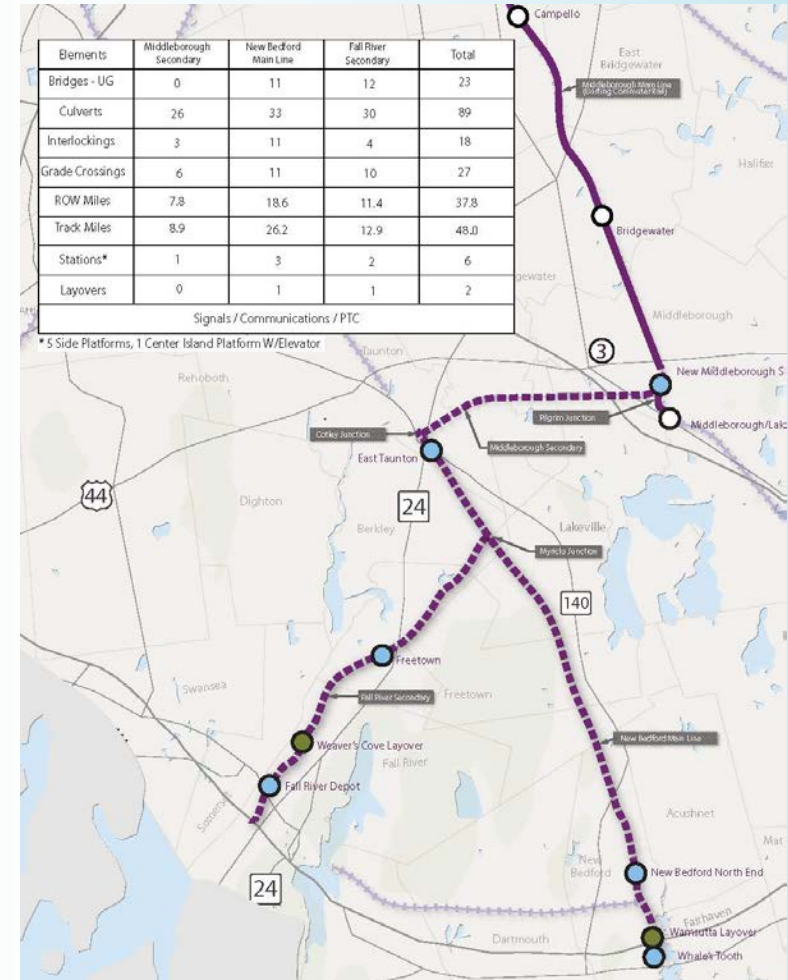 Campello
Elements Middleborough Secondary New Bedford Main Line Fall River Secondary Total
Bridges - UG 0 11 12 23
Culverts 26 33 30 89
Interlockings 3 11 4 18
Grade Crossings 6 11 10 27
ROW Miles 7.8 18.6 11.4 37.8
Track Miles 8.9 26.2 12.9 48.0
Stations* 1 3 2 6
Layovers 0 1 1 2
Signals / Communications / PTC
* 5 Side Platforms, 1 Center Island Platform W/Elevator
East
Bridgewater
Middleborough Main Line
(Existing Commuter Rail)
Halifax
Bridgewater
gewater
Middleborough
3
Taunton
Rehoboth
New Middleborough S
Pilgrim Junction
Middleborough/Lak
Cotley Junction
Middleborough Secondary
East Taunton
44
Dighton
24
Berkley
Lakeville
Myricks Junction
140
Freetown
Swansea
Fall River Secondary
Freetown
New Bedford Main Line
Weaver's Cove Layover
Fall River
Fall River Depot
Somerset
Acushnet
Mat
24
New
Bedford
New Bedford North End
Fairhaven
Wamsutta Layover
Dartmouth
Whale's Tooth